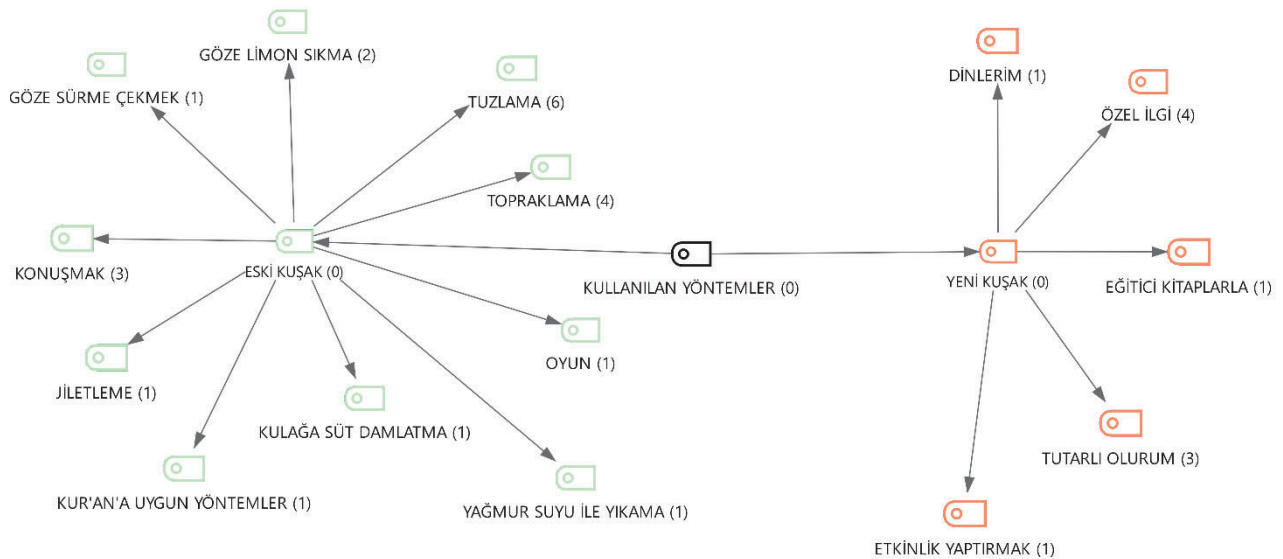 GÖZE LİMON SIKMA (2)
GÖZE SÜRME ÇEKMEK (1)
TUZLAMA (6)
DİNLERİM (1)
ÖZEL İLGİ (4)
TOPRAKLAMA (4)
KONUŞMAK (3)
ESKİ KUŞAK (0)
KULLANILAN YÖNTEMLER (0)
YENİ KUŞAK (0)
EĞİTİCİ KİTAPLARLA (1)
JİLETLEME (1)
OYUN (1)
KULAĞA SÜT DAMLATMA (1)
TUTARLI OLURUM (3)
KUR'AN'A UYGUN YÖNTEMLER (1)
YAĞMUR SUYU İLE YIKAMA (1)
ETKİNLİK YAPTIRMAK (1)